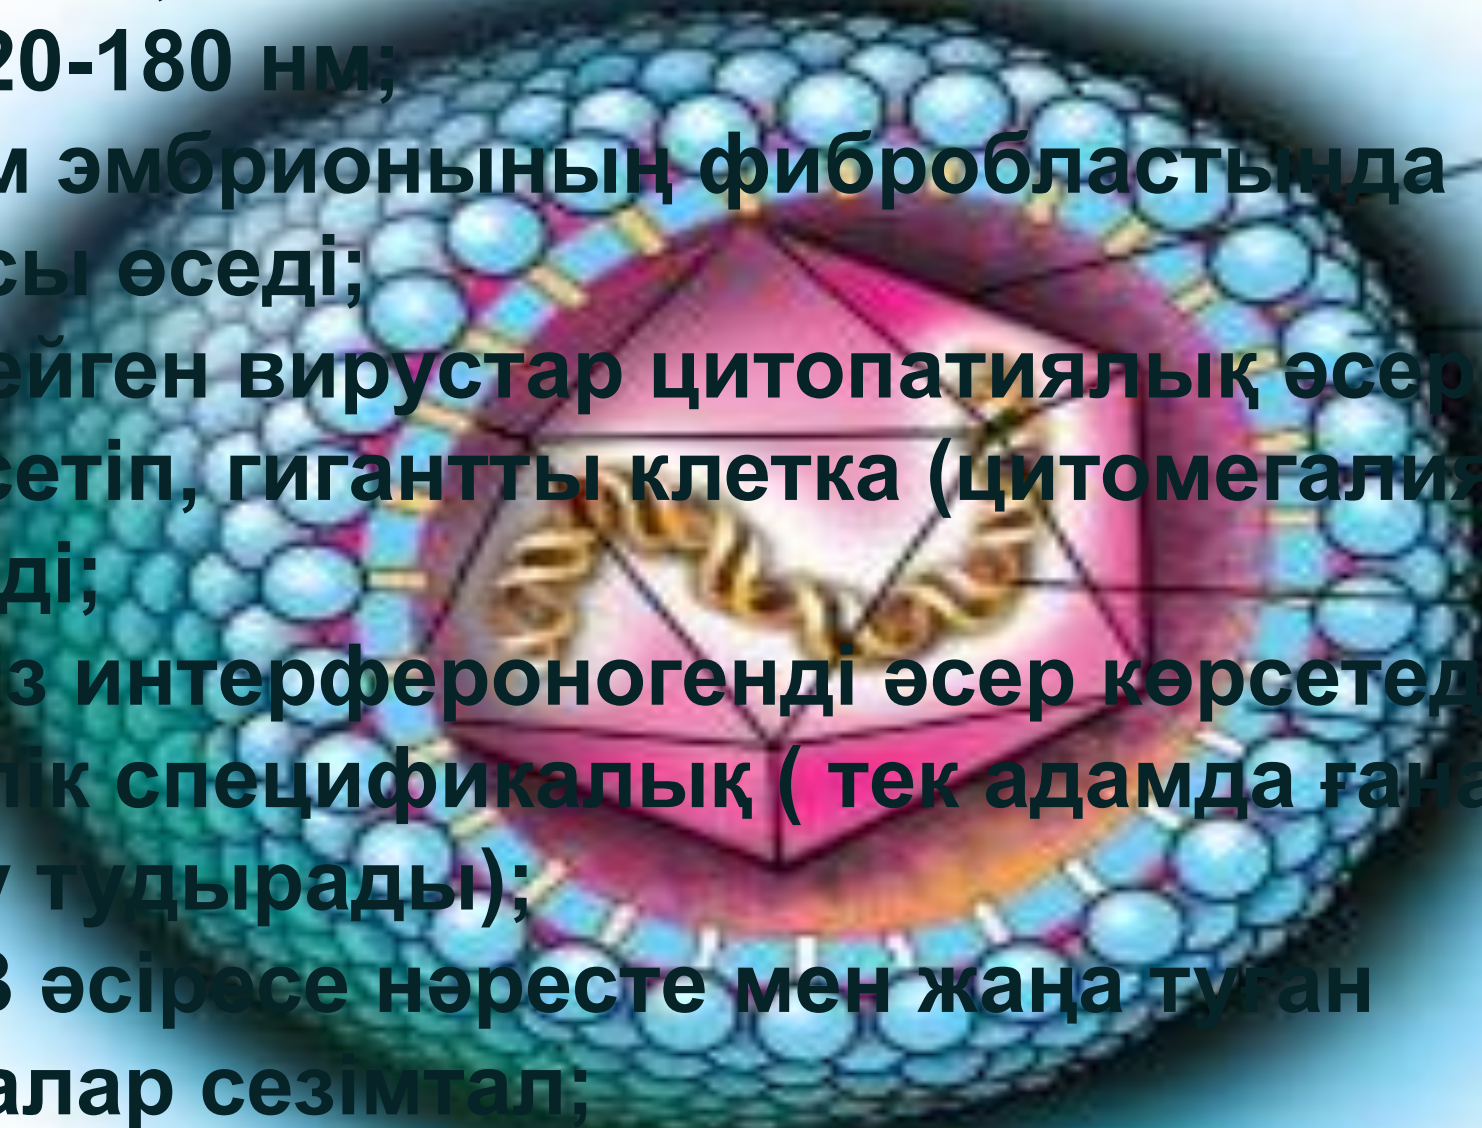 20-180 нм;
м эмбрионының фибробластында
сы өседі;
ейген вирустар цитопатиялық әсер
сетіп, гигантты клетка (цитомегалия
ді;
із интерфероногенді әсер көрсетед
лік спецификалық ( тек адамда ғана
у тудырады);
В әсіресе нәресте мен жаңа туған
алар сезімтал;